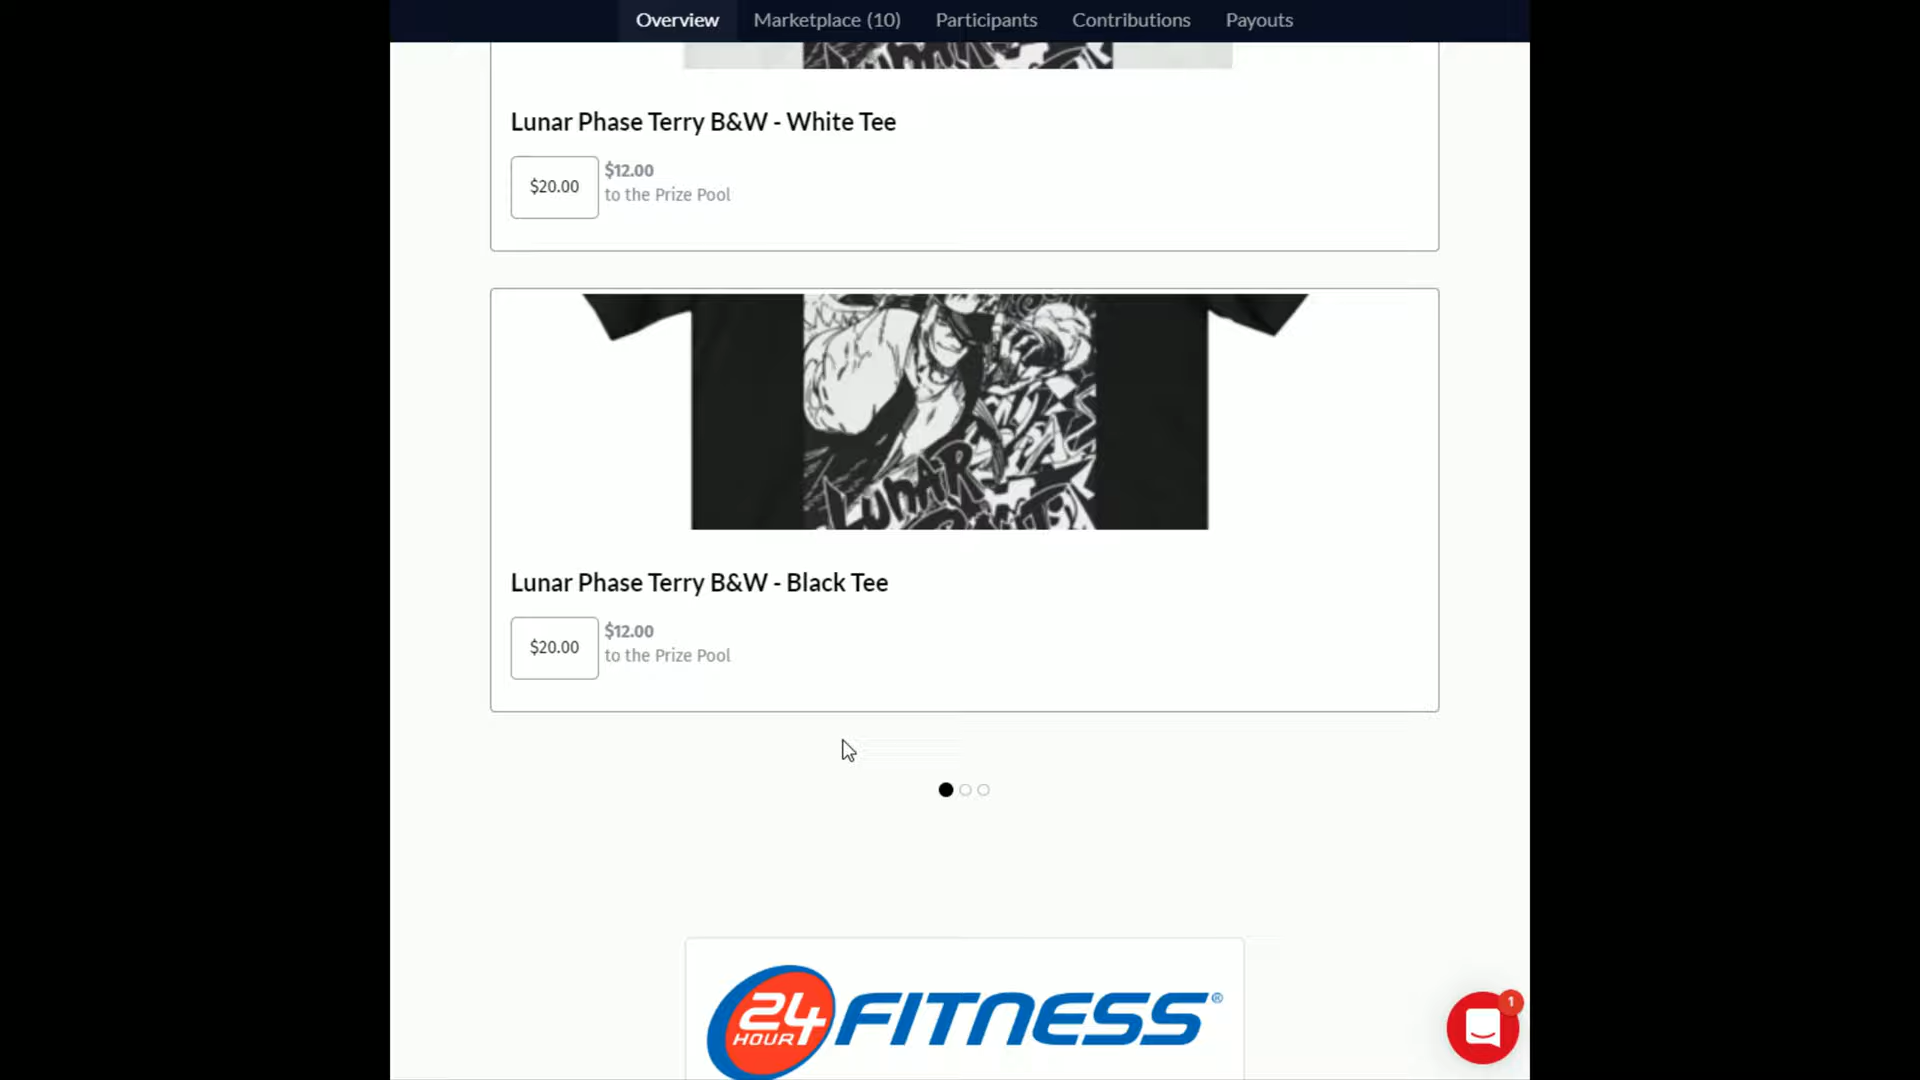 Overview Marketplace (10) Participants Contributions Payouts
Lunar Phase Terry B&W - White Tee
$20.00
$12.00
to the Prize Pool
LUNAR
Lunar Phase Terry B&W - Black Tee
$20.00
$12.00
to the Prize Pool
24 HOUR FITNESS®
1